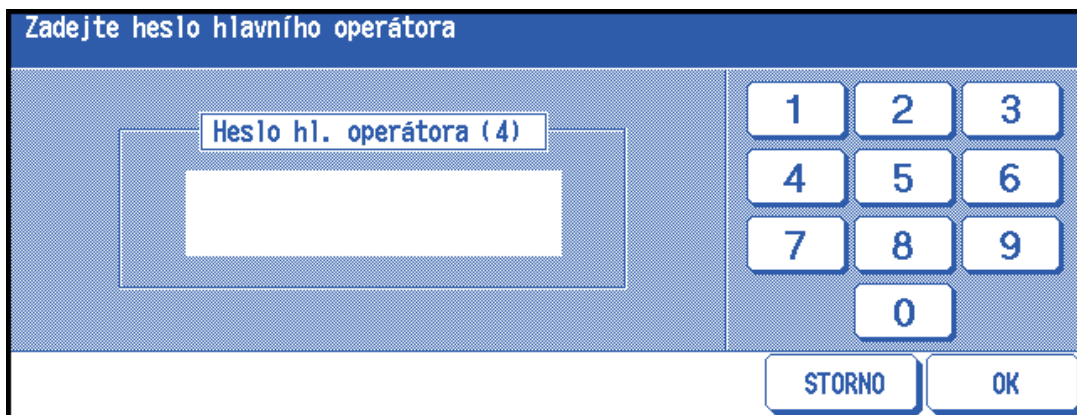 Zadejte heslo hlavního operátora
Heslo hl. operátora (4)
1 2 3
4 5 6
7 8 9
0
STORNO OK